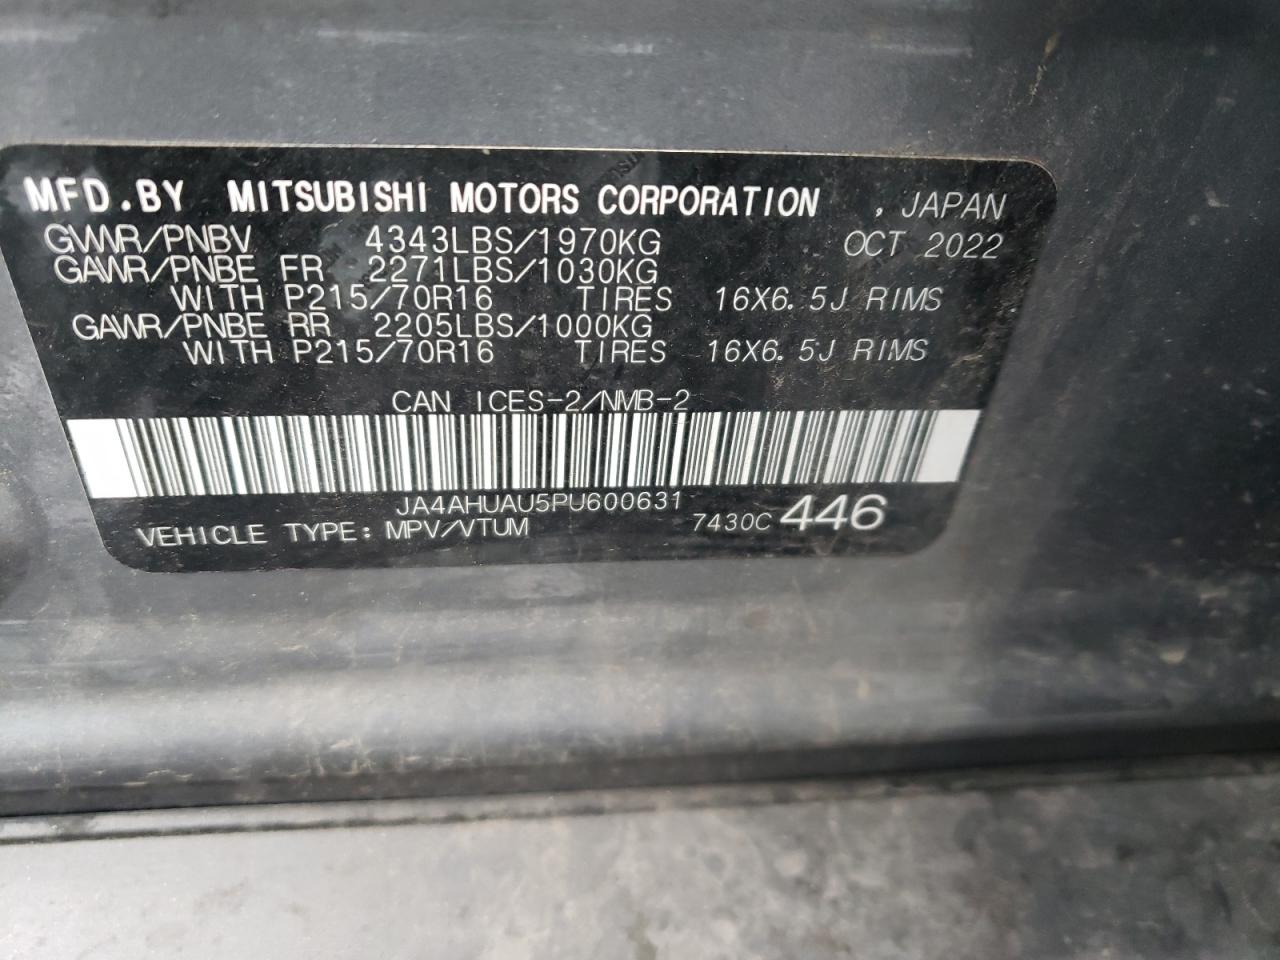 MFD.BY MITSUBISHI MOTORS CORPORATION , JAPAN
GVWR/PNBV 4343LBS/1970KG OCT 2022
GAWR/PNBE FR 2271LBS/1030KG
WITH P215/70R16 TIRES 16X6.5J RIMS
GAWR/PNBE RR 2205LBS/1000KG
WITH P215/70R16 TIRES 16X6.5J RIMS
CAN ICES-2/NMB-2
JA4AHUAU5PU600631
VEHICLE TYPE: MPV/VTUM 7430C 446